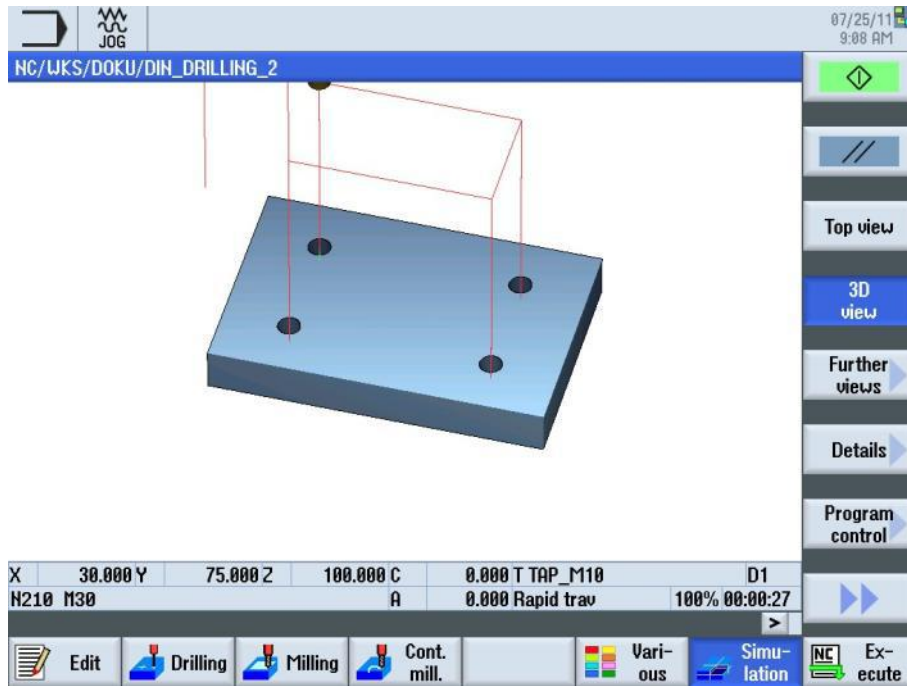 JOG
07/25/11
9:08 AM
NC/WKS/DOKU/DIN_DRILLING_2
Top view
3D
view
Further
views
Details
Program
control
X 30.000 Y 75.000 Z 100.000 C 0.000 T TAP_M10 D1
N210 M30 A 0.000 Rapid trav 100% 00:00:27
>
Edit
Drilling
Milling
Cont.
mill.
Vari-
ous
Simu-
lation
NC
Ex-
ecute